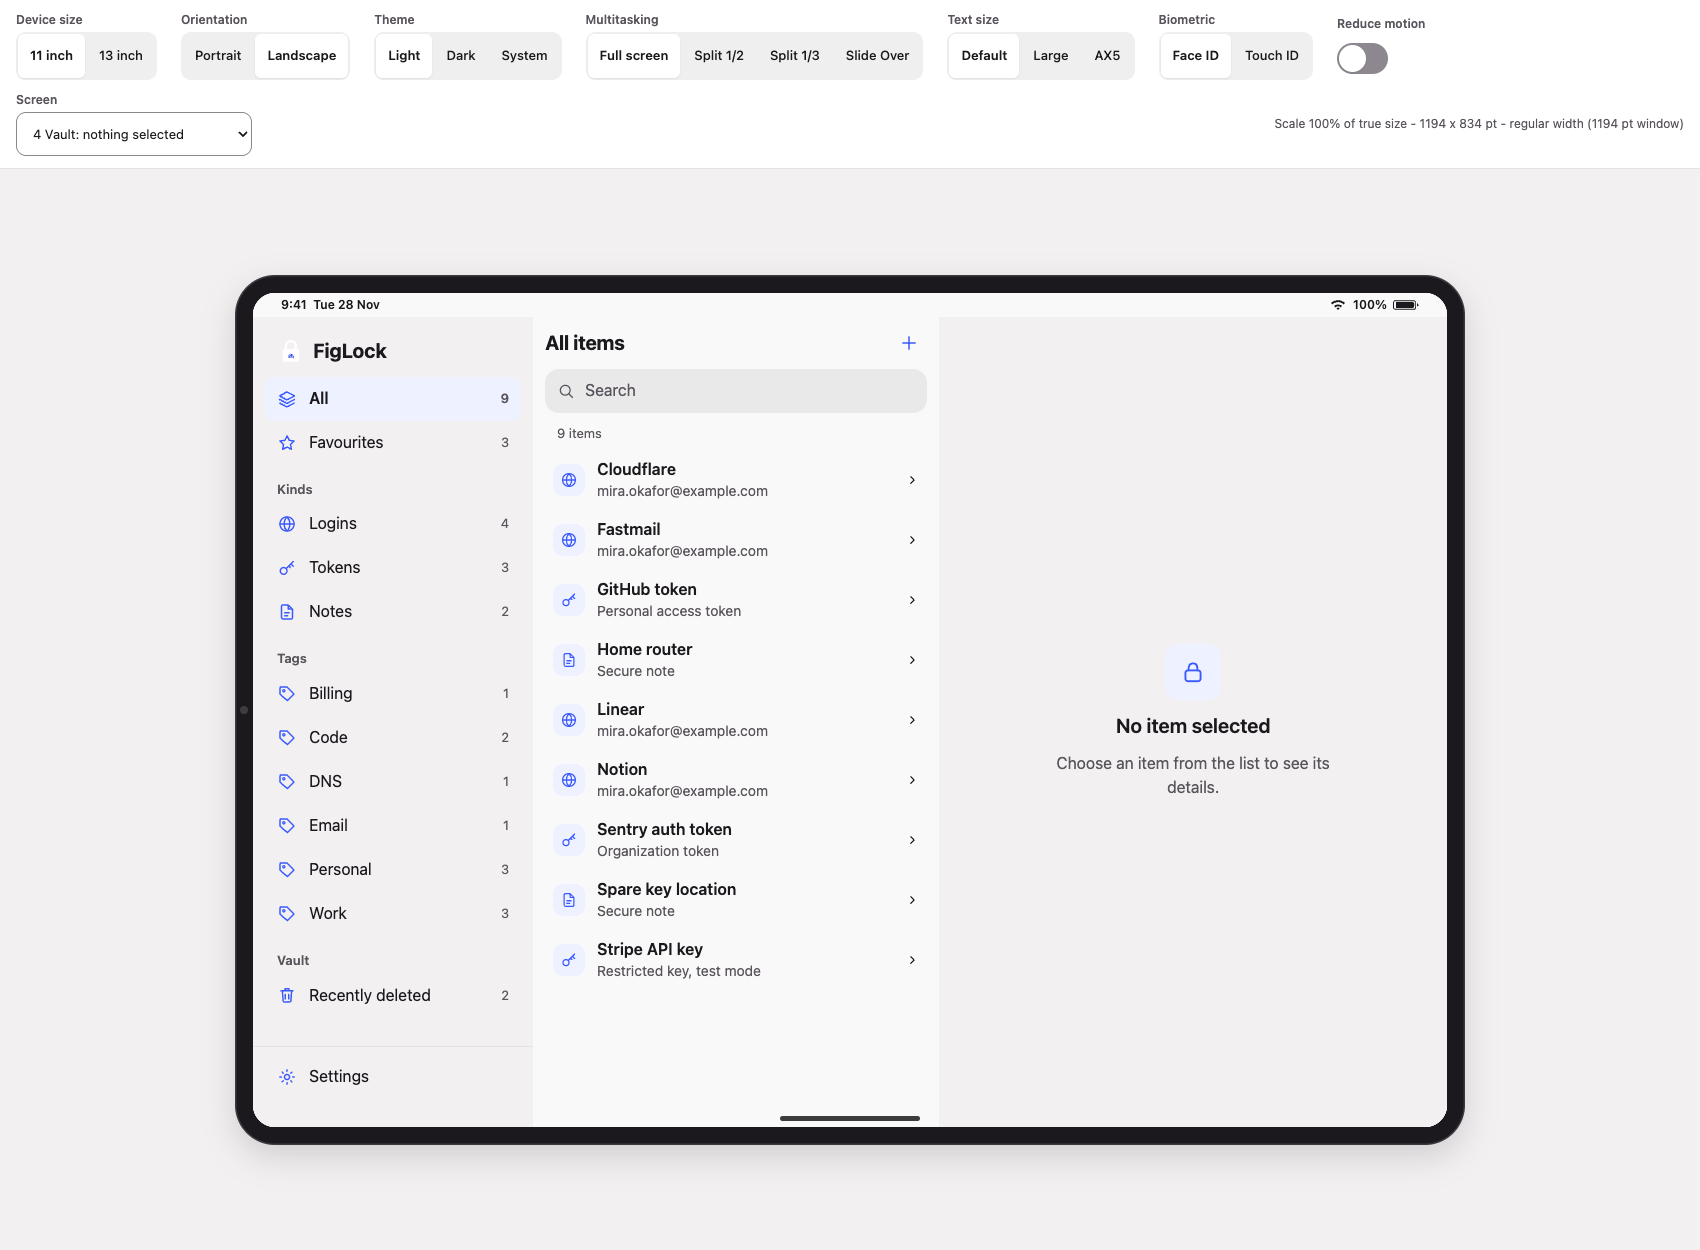 Device size
11 inch 13 inch
Orientation
Portrait Landscape
Theme
Light Dark System
Multitasking
Full screen Split 1/2 Split 1/3 Slide Over
Text size
Default Large AX5
Biometric
Face ID Touch ID
Reduce motion
Screen
4 Vault: nothing selected
Scale 100% of true size - 1194 x 834 pt - regular width (1194 pt window)
9:41 Tue 28 Nov
100%
FigLock
All 9
Favourites 3
Kinds
Logins 4
Tokens 3
Notes 2
Tags
Billing 1
Code 2
DNS 1
Email 1
Personal 3
Work 3
Vault
Recently deleted 2
Settings
All items
Search
9 items
Cloudflare
mira.okafor@example.com
Fastmail
mira.okafor@example.com
GitHub token
Personal access token
Home router
Secure note
Linear
mira.okafor@example.com
Notion
mira.okafor@example.com
Sentry auth token
Organization token
Spare key location
Secure note
Stripe API key
Restricted key, test mode
No item selected
Choose an item from the list to see its
details.